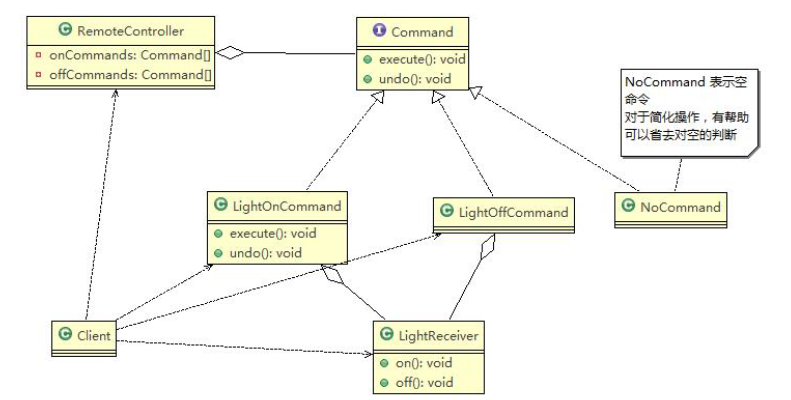 RemoteController
onCommands: Command[]
offCommands: Command[]
Command
execute(): void
undo(): void
NoCommand 表示空
命令
对于简化操作，有帮助
可以省去对空的判断
LightOnCommand
execute(): void
undo(): void
LightOffCommand
NoCommand
Client
LightReceiver
on(): void
off(): void